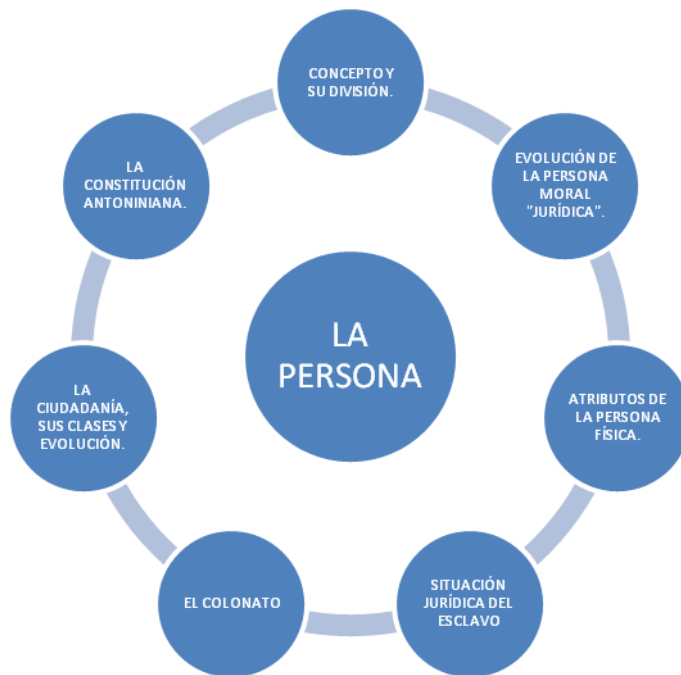 CONCEPTO Y
SU DIVISIÓN.
EVOLUCIÓN DE
LA PERSONA
MORAL
"JURÍDICA".
ATRIBUTOS DE
LA PERSONA
FÍSICA.
SITUACIÓN
JURÍDICA DEL
ESCLAVO
EL COLONATO
LA
CIUDADANÍA,
SUS CLASES Y
EVOLUCIÓN.
LA
CONSTITUCIÓN
ANTONINIANA.
LA
PERSONA